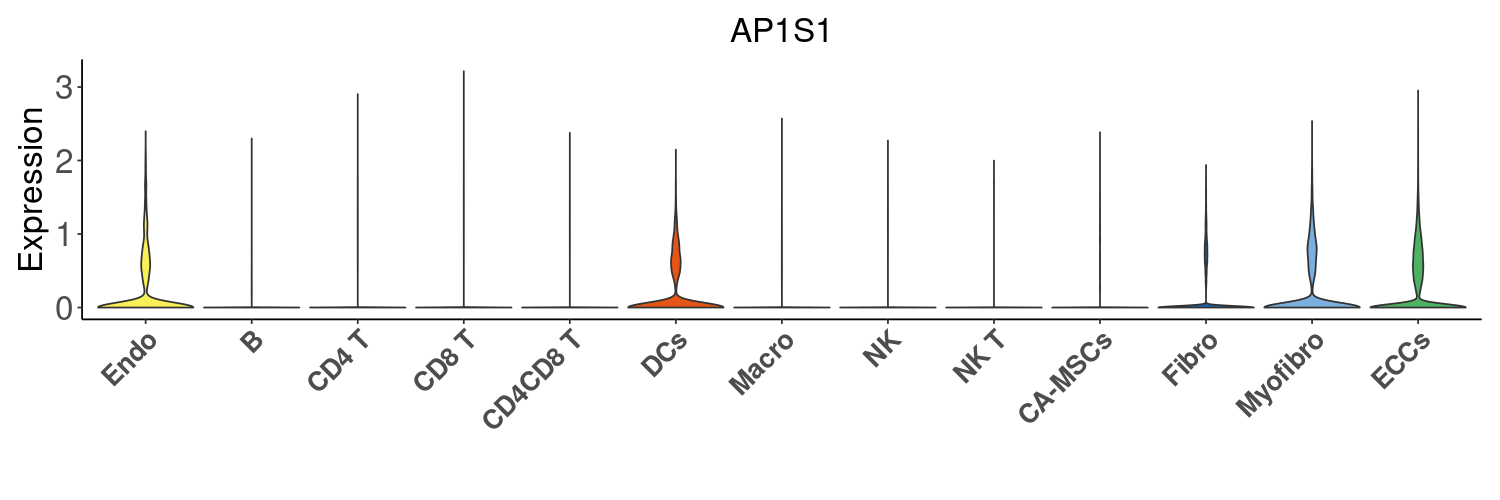 AP1S1
Expression
3
2
1
0
Endo
B
CD4 T
CD8 T
CD4CD8 T
DCs
Macro
NK
NK T
CA-MSCs
Fibro
Myofibro
ECCs